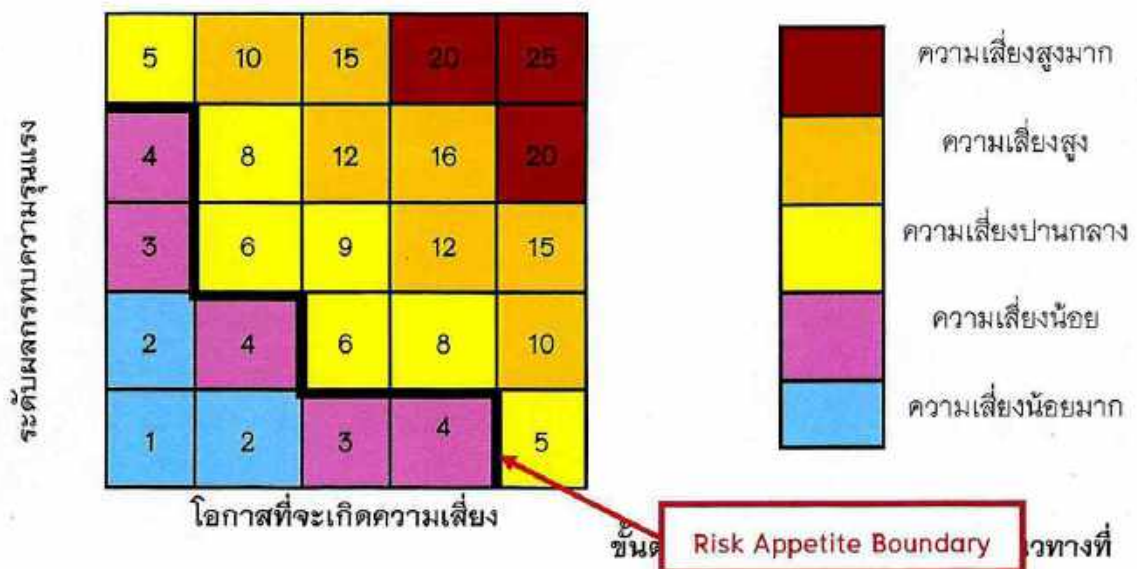 5 10 15 20 25
4 8 12 16 20
3 6 9 12 15
2 4 6 8 10
1 2 3 4 5
ระดับผลกรทบความรุนแรง
โอกาสที่จะเกิดความเสี่ยง
ความเสี่ยงสูงมาก
ความเสี่ยงสูง
ความเสี่ยงปานกลาง
ความเสี่ยงน้อย
ความเสี่ยงน้อยมาก
Risk Appetite Boundary